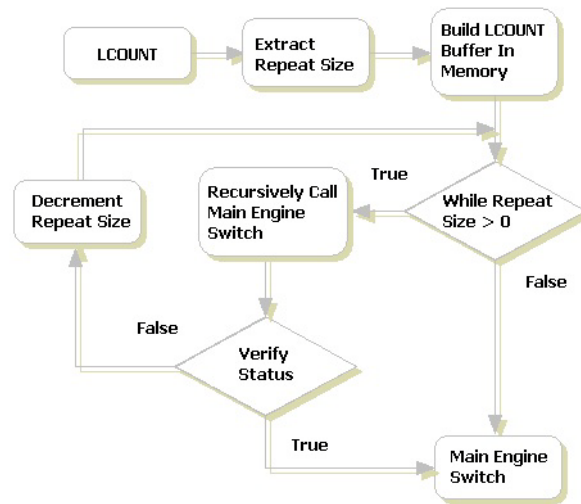 LCOUNT
Extract
Repeat Size
Build LCOUNT
Buffer In
Memory
While Repeat
Size > 0
True
Recursively Call
Main Engine
Switch
Decrement
Repeat Size
False
False
Verify
Status
True
Main Engine
Switch